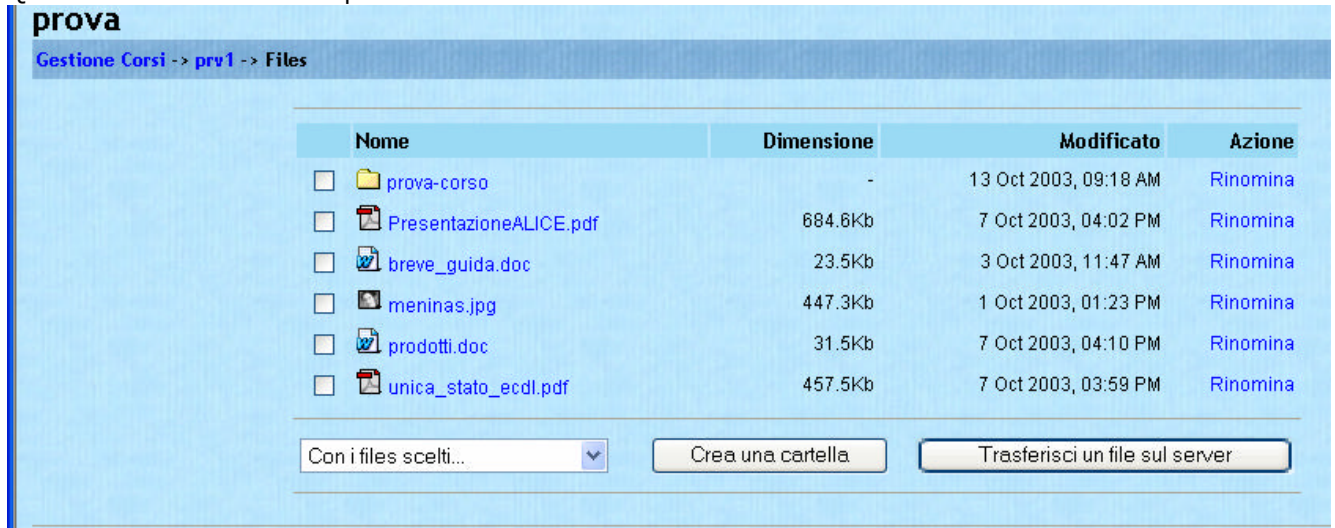 prova
Gestione Corsi -> prv1 -> Files
Nome Dimensione Modificato Azione
prova-corso - 13 Oct 2003, 09:18 AM Rinomina
PresentazioneALICE.pdf 684.6Kb 7 Oct 2003, 04:02 PM Rinomina
breve_guida.doc 23.5Kb 3 Oct 2003, 11:47 AM Rinomina
meninas.jpg 447.3Kb 1 Oct 2003, 01:23 PM Rinomina
prodotti.doc 31.5Kb 7 Oct 2003, 04:10 PM Rinomina
unica_stato_ecdl.pdf 457.5Kb 7 Oct 2003, 03:59 PM Rinomina
Con i files scelti... Crea una cartella Trasferisci un file sul server